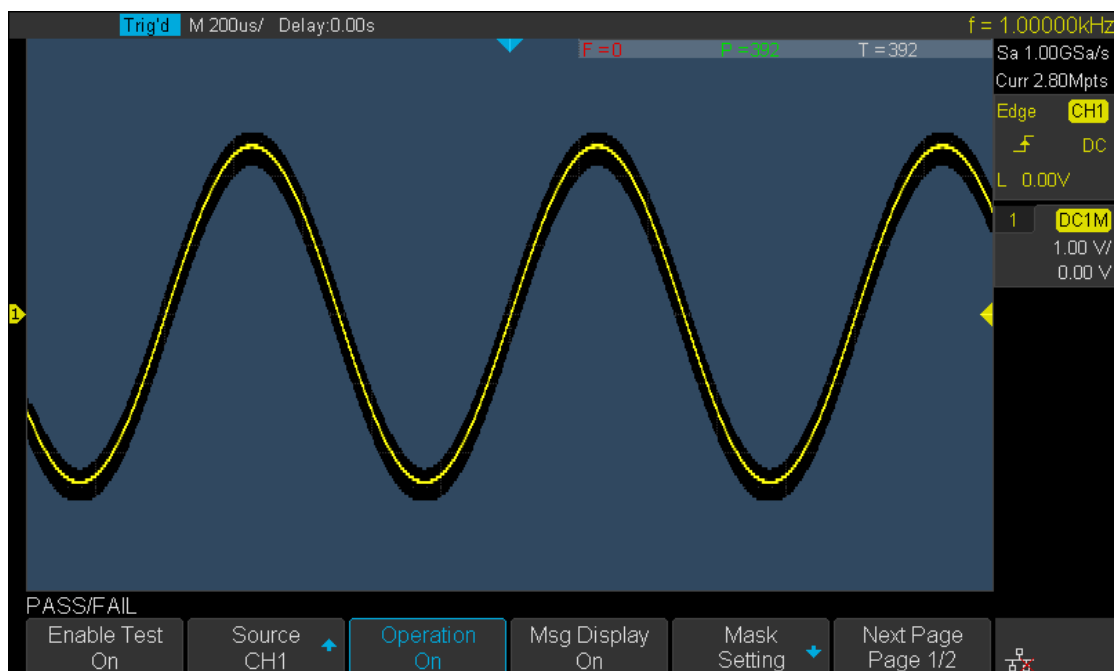 Trig'd M 200us/ Delay:0.00s f = 1.00000kHz
F =0 P =392 T =392
Sa 1.00GSa/s
Curr 2.80Mpts
Edge CH1
DC
L 0.00V
1 DC1M
1.00 V/
0.00 V
1
PASS/FAIL
Enable Test Source Operation Msg Display Mask Next Page
On CH1 On On Setting Page 1/2